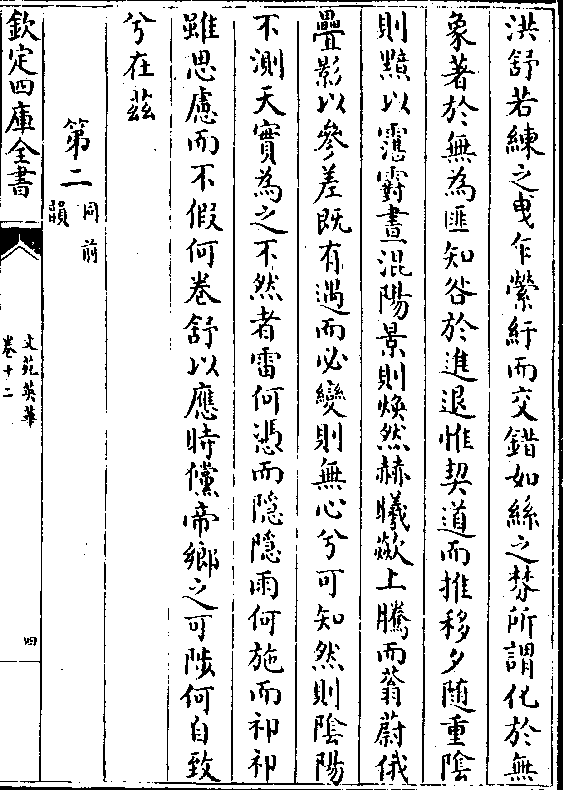 洪舒若練之曵乍縈紆而交錯如絲之棼所謂化於無
象著於無為匪知咎於進退惟契道而推移夕随重陰
則黯以霮䨴晝混陽景則煥然赫曦歘上騰而蓊蔚俄
疊影以參差既有遇而必變則無心兮可知然則陰陽
不測天實為之不然者雷何憑而隱隱雨何施而祁祁
雖思慮而不假何卷舒以應時儻帝鄉之可陟何自致
兮在兹
第二同前韻
欽定四庫全書
文苑英華
卷十二
四